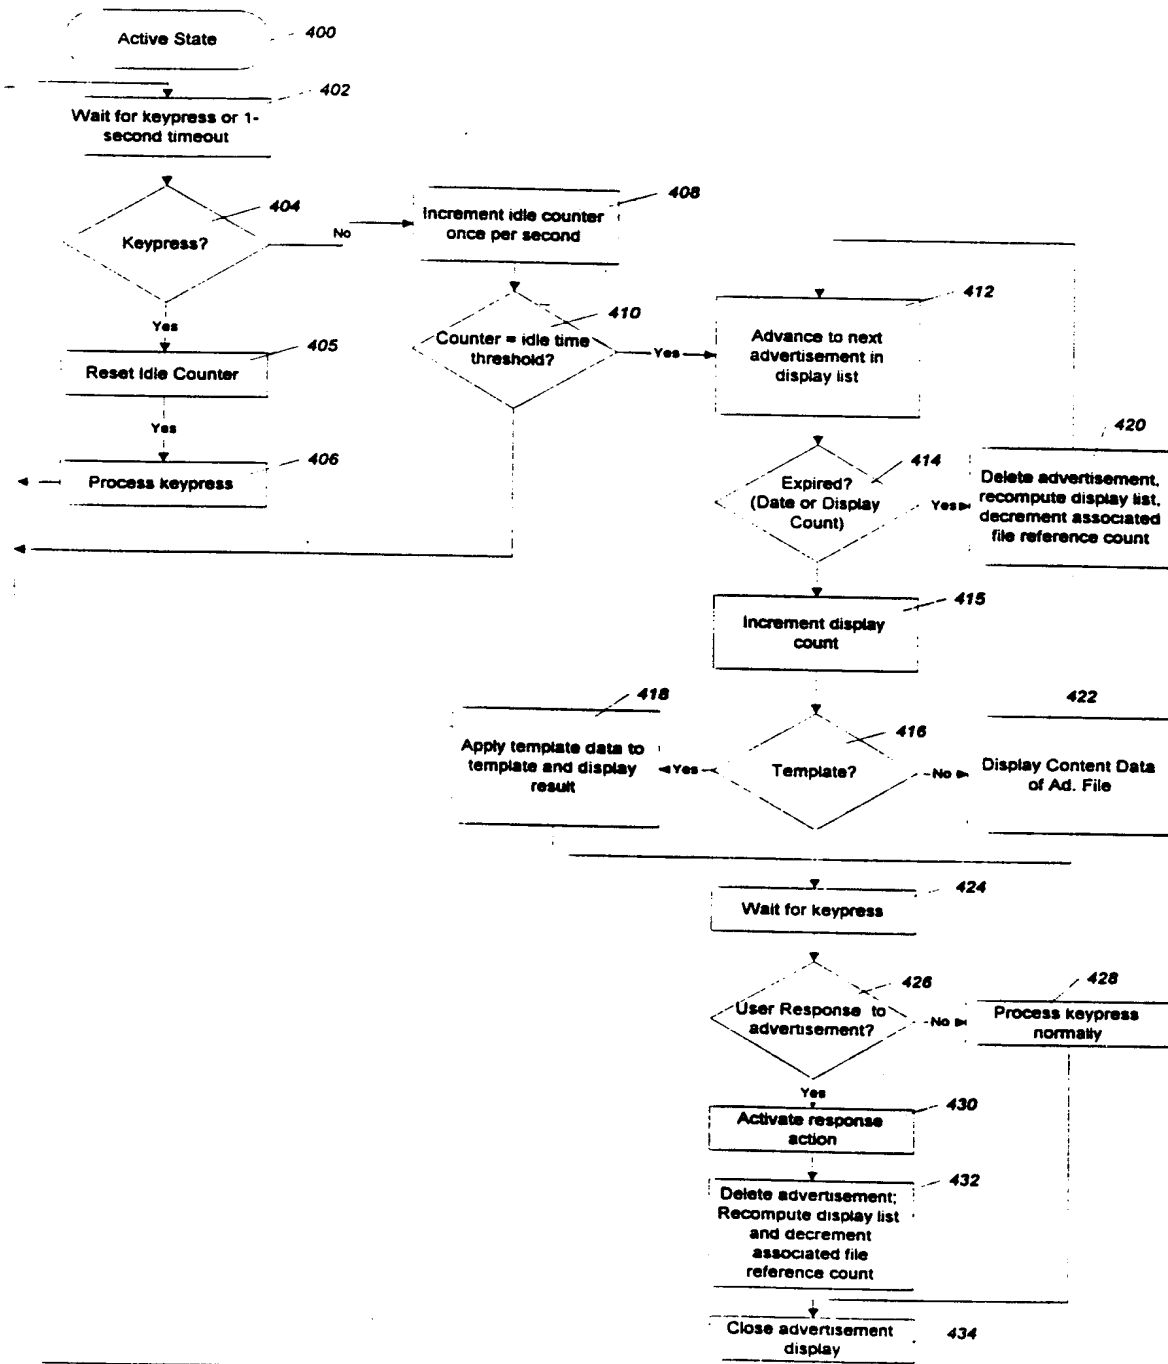 Active State
400
402
Wait for keypress or 1-
second timeout
404
Keypress?
No
408
Increment idle counter
once per second
Yes
405
Reset Idle Counter
Yes
406
Process keypress
410
Counter = idle time
threshold?
Yes
412
Advance to next
advertisement in
display list
414
Expired?
(Date or Display
Count)
Yes
420
Delete advertisement,
recompute display list,
decrement associated
file reference count
415
Increment display
count
418
Apply template data to
template and display
result
Yes
416
Template?
No
422
Display Content Data
of Ad. File
424
Wait for keypress
426
User Response to
advertisement?
No
428
Process keypress
normally
Yes
430
Activate response
action
432
Delete advertisement;
Recompute display list
and decrement
associated file
reference count
Close advertisement
display
434